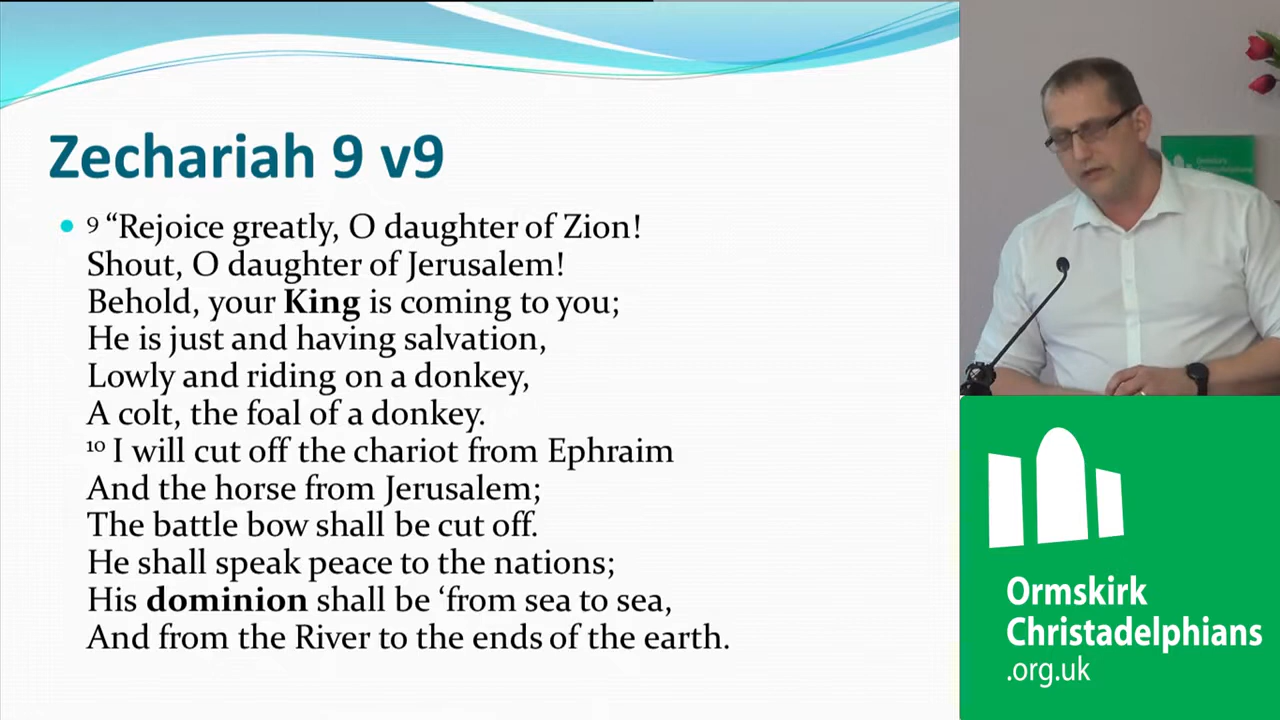 Zechariah 9 v9
• ⁹ “Rejoice greatly, O daughter of Zion!
Shout, O daughter of Jerusalem!
Behold, your King is coming to you;
He is just and having salvation,
Lowly and riding on a donkey,
A colt, the foal of a donkey.
¹⁰ I will cut off the chariot from Ephraim
And the horse from Jerusalem;
The battle bow shall be cut off.
He shall speak peace to the nations;
His dominion shall be ‘from sea to sea,
And from the River to the ends of the earth.
Ormskirk
Christadelphians
Ormskirk
Christadelphians
.org.uk